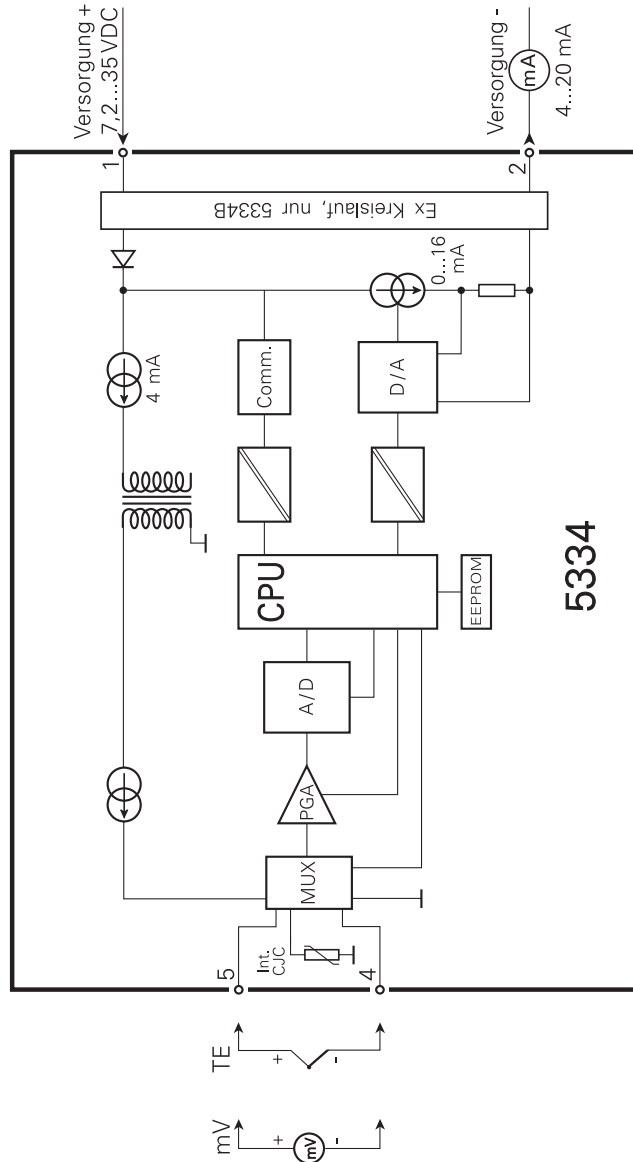 mV
+
mV
-
TE
+
-
5
Int.
CJC
4
MUX
PGA
A/D
CPU
EEPROM
Comm.
D/A
4 mA
0...16
mA
Ex Kreislauf, nur 5334B
1
Versorgung +
7,2...35 VDC
2
Versorgung -
mA
4...20 mA
5334